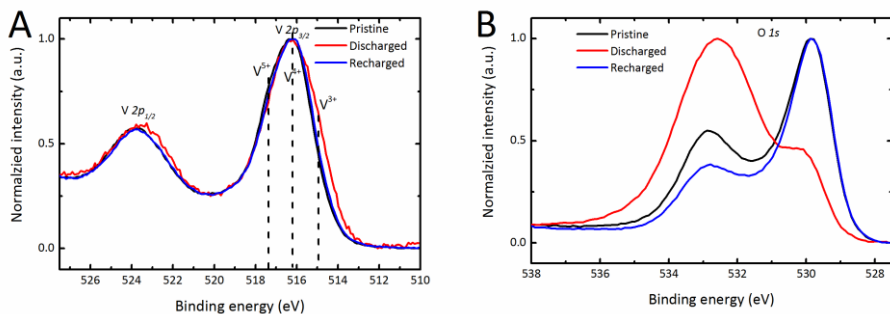 A
V 2p3/2
Pristine
Discharged
Recharged
V5+
V4+
V3+
V 2p1/2
1.0
0.5
0.0
Normalzied intensity (a.u.)
526 524 522 520 518 516 514 512 510
Binding energy (eV)
B
O 1s
Pristine
Discharged
Recharged
1.0
0.5
0.0
Normalzied intensity (a.u.)
538 536 534 532 530 528
Binding energy (eV)